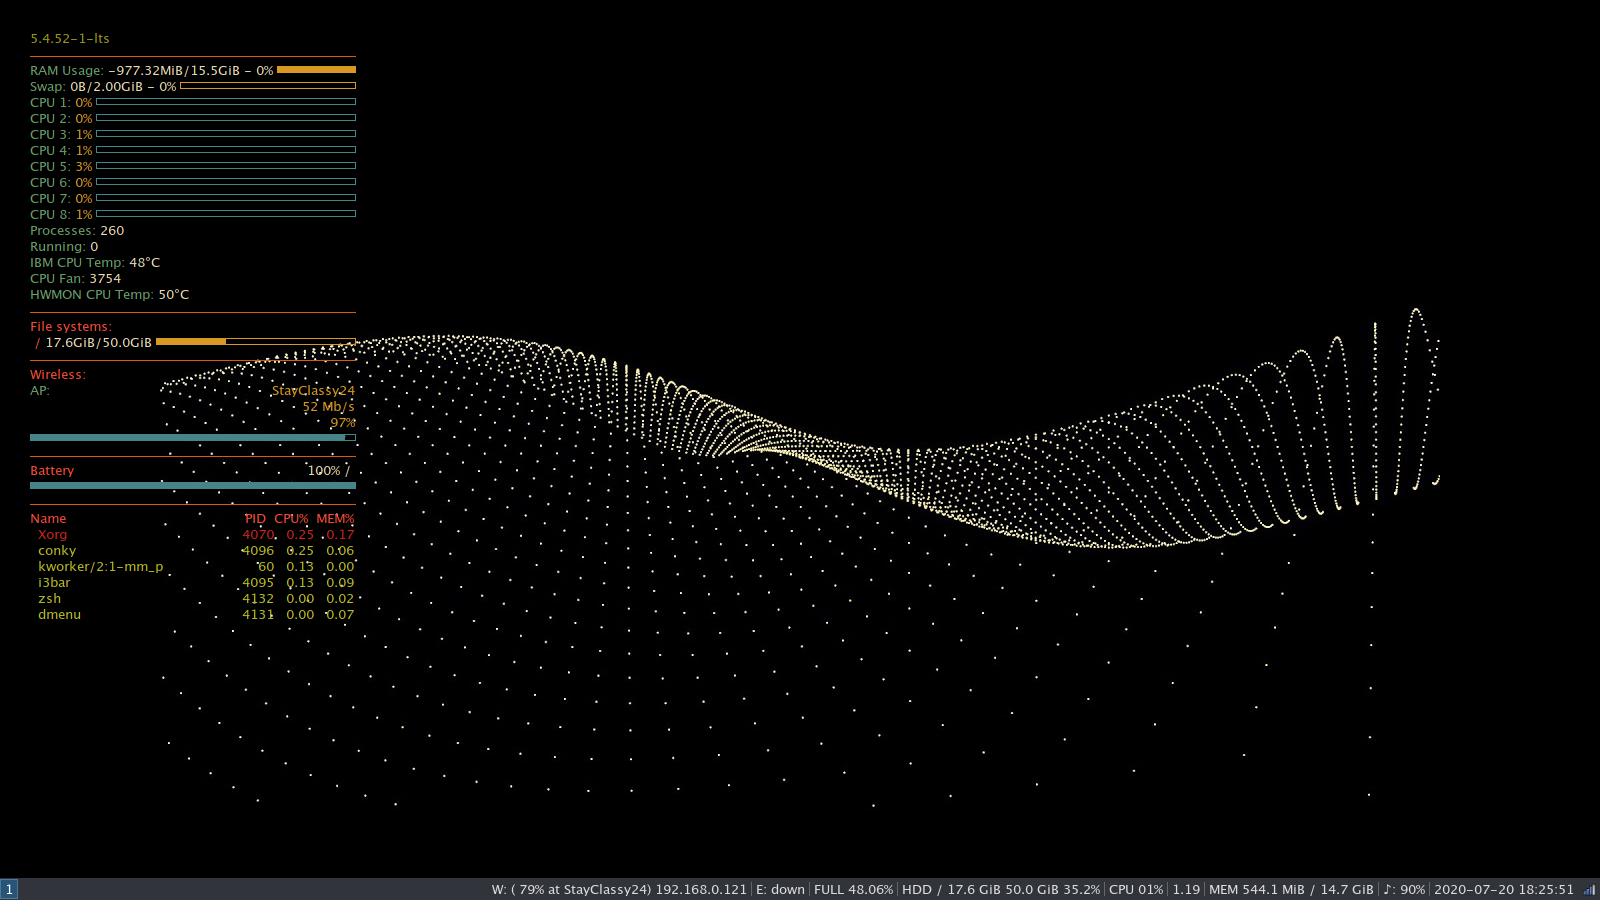 5.4.52-1-lts
RAM Usage: -977.32MiB/15.5GiB - 0%
Swap: 0B/2.00GiB - 0%
CPU 1: 0%
CPU 2: 0%
CPU 3: 1%
CPU 4: 1%
CPU 5: 3%
CPU 6: 0%
CPU 7: 0%
CPU 8: 1%
Processes: 260
Running: 0
IBM CPU Temp: 48°C
CPU Fan: 3754
HWMON CPU Temp: 50°C
File systems:
/ 17.6GiB/50.0GiB
Wireless:
AP: StayClassy24
52 Mb/s
97%
Battery 100% /
Name PID CPU% MEM%
Xorg 4070 0.25 0.17
conky 4096 0.25 0.06
kworker/2:1-mm_p 60 0.13 0.00
i3bar 4095 0.13 0.09
zsh 4132 0.00 0.02
dmenu 4131 0.00 0.07
1 W: ( 79% at StayClassy24) 192.168.0.121 E: down FULL 48.06% HDD / 17.6 GiB 50.0 GiB 35.2% CPU 01% 1.19 MEM 544.1 MiB / 14.7 GiB ♪: 90% 2020-07-20 18:25:51